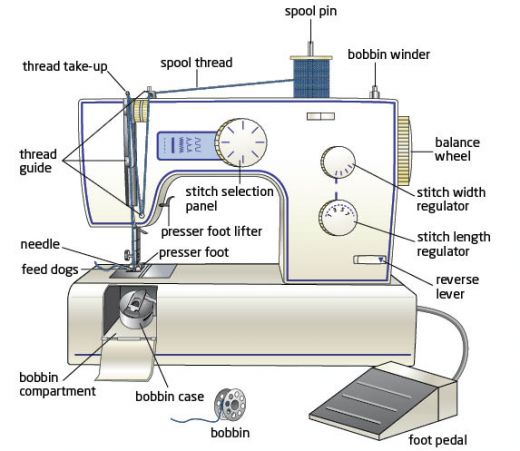 spool pin
thread take-up
spool thread
bobbin winder
thread
guide
balance
wheel
stitch selection
panel
stitch width
regulator
presser foot lifter
needle
presser foot
stitch length
regulator
feed dogs
reverse
lever
bobbin
compartment
bobbin case
bobbin
foot pedal